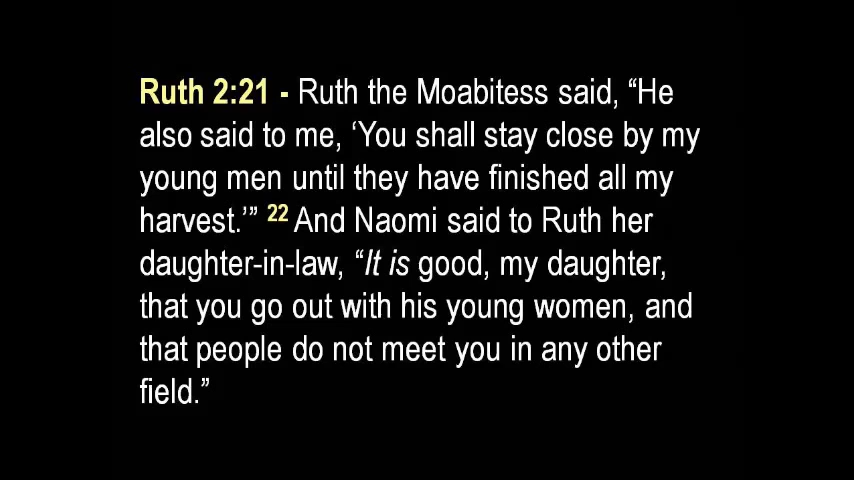 Ruth 2:21 - Ruth the Moabitess said, “He
also said to me, ‘You shall stay close by my
young men until they have finished all my
harvest.’” 22 And Naomi said to Ruth her
daughter-in-law, “It is good, my daughter,
that you go out with his young women, and
that people do not meet you in any other
field.”